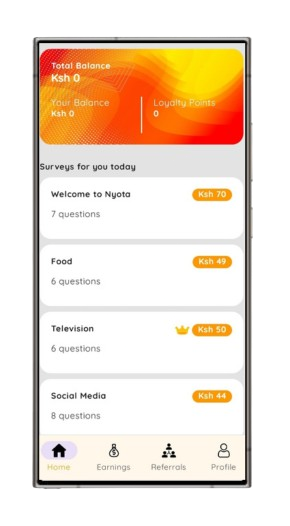 Total Balance
Ksh 0
Your Balance
Loyalty Points
Ksh 0
0
Surveys for you today
Welcome to Nyota
Ksh 70
7 questions
Food
Ksh 49
6 questions
Television
Ksh 50
6 questions
Social Media
Ksh 44
8 questions
Home
Earnings
Referrals
Profile